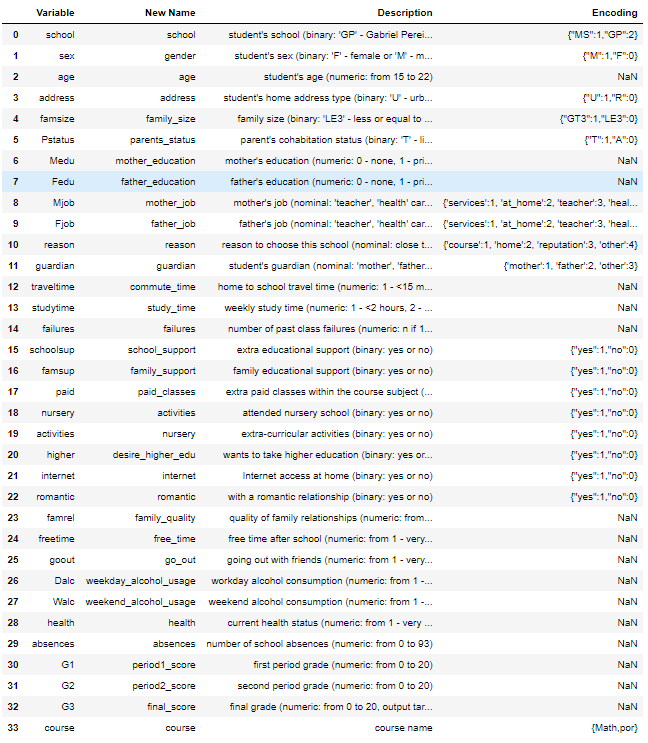 Variable New Name Description Encoding
0 school school student's school (binary: 'GP' - Gabriel Perei... {"MS":1,"GP":2}
1 sex gender student's sex (binary: 'F' - female or 'M' - m... {"M":1,"F":0}
2 age age student's age (numeric: from 15 to 22) NaN
3 address address student's home address type (binary: 'U' - urb... {"U":1,"R":0}
4 famsize family_size family size (binary: 'LE3' - less or equal to ... {"GT3":1,"LE3":0}
5 Pstatus parents_status parent's cohabitation status (binary: 'T' - li... {"T":1,"A":0}
6 Medu mother_education mother's education (numeric: 0 - none, 1 - pri... NaN
7 Fedu father_education father's education (numeric: 0 - none, 1 - pri... NaN
8 Mjob mother_job mother's job (nominal: 'teacher', 'health' car... {'services':1, 'at_home':2, 'teacher':3, 'heal...
9 Fjob father_job father's job (nominal: 'teacher', 'health' car... {'services':1, 'at_home':2, 'teacher':3, 'heal...
10 reason reason reason to choose this school (nominal: close t... {'course':1, 'home':2, 'reputation':3, 'other':4}
11 guardian guardian student's guardian (nominal: 'mother', 'father... {'mother':1, 'father':2, 'other':3}
12 traveltime commute_time home to school travel time (numeric: 1 - <15 m... NaN
13 studytime study_time weekly study time (numeric: 1 - <2 hours, 2 - ... NaN
14 failures failures number of past class failures (numeric: n if 1... NaN
15 schoolsup school_support extra educational support (binary: yes or no) {"yes":1,"no":0}
16 famsup family_support family educational support (binary: yes or no) {"yes":1,"no":0}
17 paid paid_classes extra paid classes within the course subject (... {"yes":1,"no":0}
18 nursery activities attended nursery school (binary: yes or no) {"yes":1,"no":0}
19 activities nursery extra-curricular activities (binary: yes or no) {"yes":1,"no":0}
20 higher desire_higher_edu wants to take higher education (binary: yes or... {"yes":1,"no":0}
21 internet internet Internet access at home (binary: yes or no) {"yes":1,"no":0}
22 romantic romantic with a romantic relationship (binary: yes or no) {"yes":1,"no":0}
23 famrel family_quality quality of family relationships (numeric: from... NaN
24 freetime free_time free time after school (numeric: from 1 - very... NaN
25 goout go_out going out with friends (numeric: from 1 - very... NaN
26 Dalc weekday_alcohol_usage workday alcohol consumption (numeric: from 1 -... NaN
27 Walc weekend_alcohol_usage weekend alcohol consumption (numeric: from 1 -... NaN
28 health health current health status (numeric: from 1 - very ... NaN
29 absences absences number of school absences (numeric: from 0 to 93) NaN
30 G1 period1_score first period grade (numeric: from 0 to 20) NaN
31 G2 period2_score second period grade (numeric: from 0 to 20) NaN
32 G3 final_score final grade (numeric: from 0 to 20, output tar... NaN
33 course course course name {Math,por}